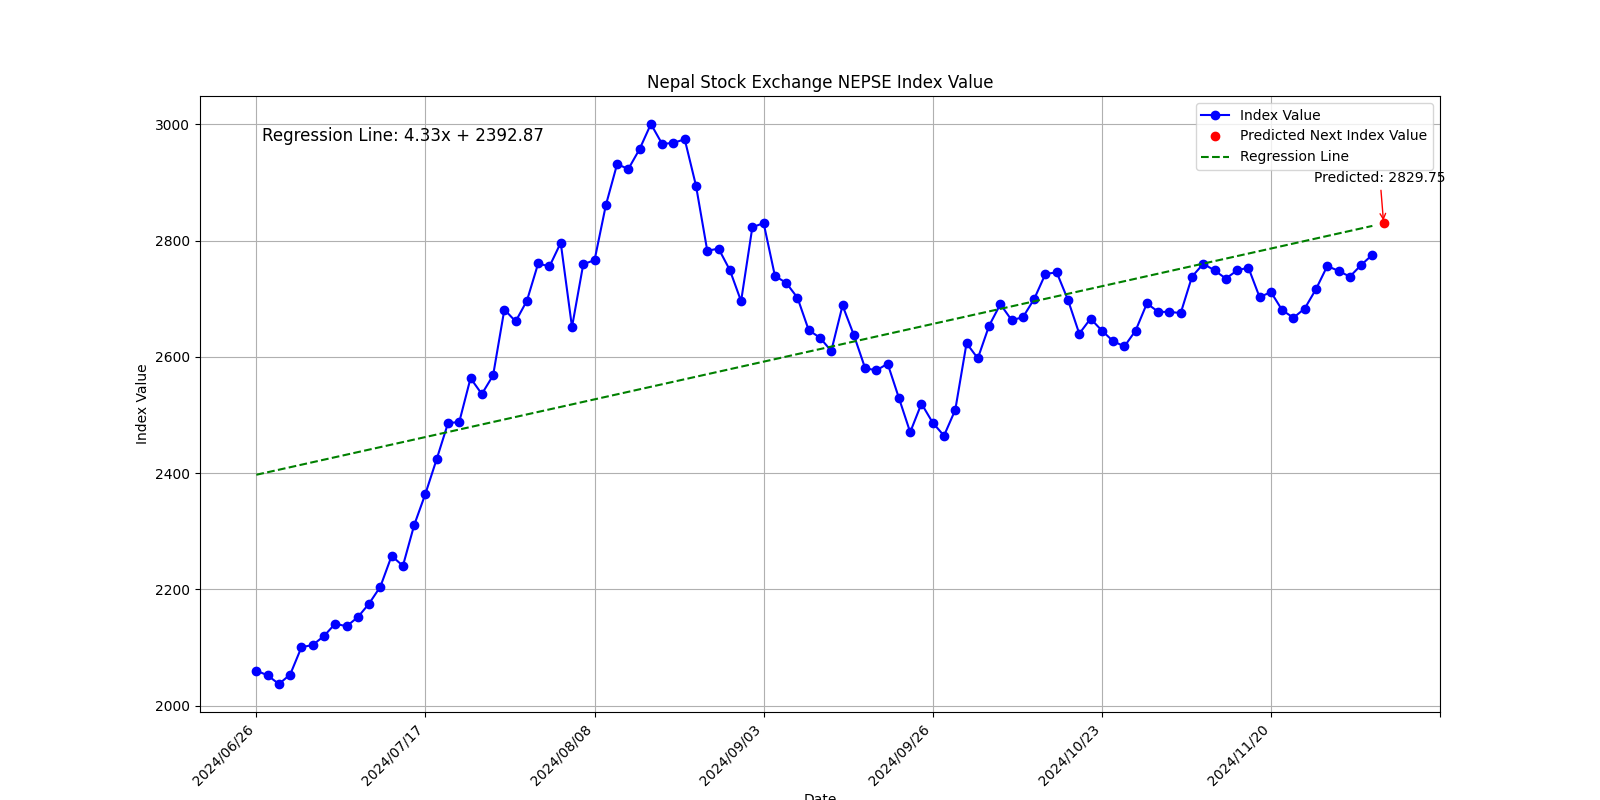 Nepal Stock Exchange NEPSE Index Value
Regression Line: 4.33x + 2392.87
Index Value
Predicted Next Index Value
Regression Line
Predicted: 2829.75
3000
2800
2600
2400
2200
2000
Index Value
2024/06/26
2024/07/17
2024/08/08
2024/09/03
2024/09/26
2024/10/23
2024/11/20
Date